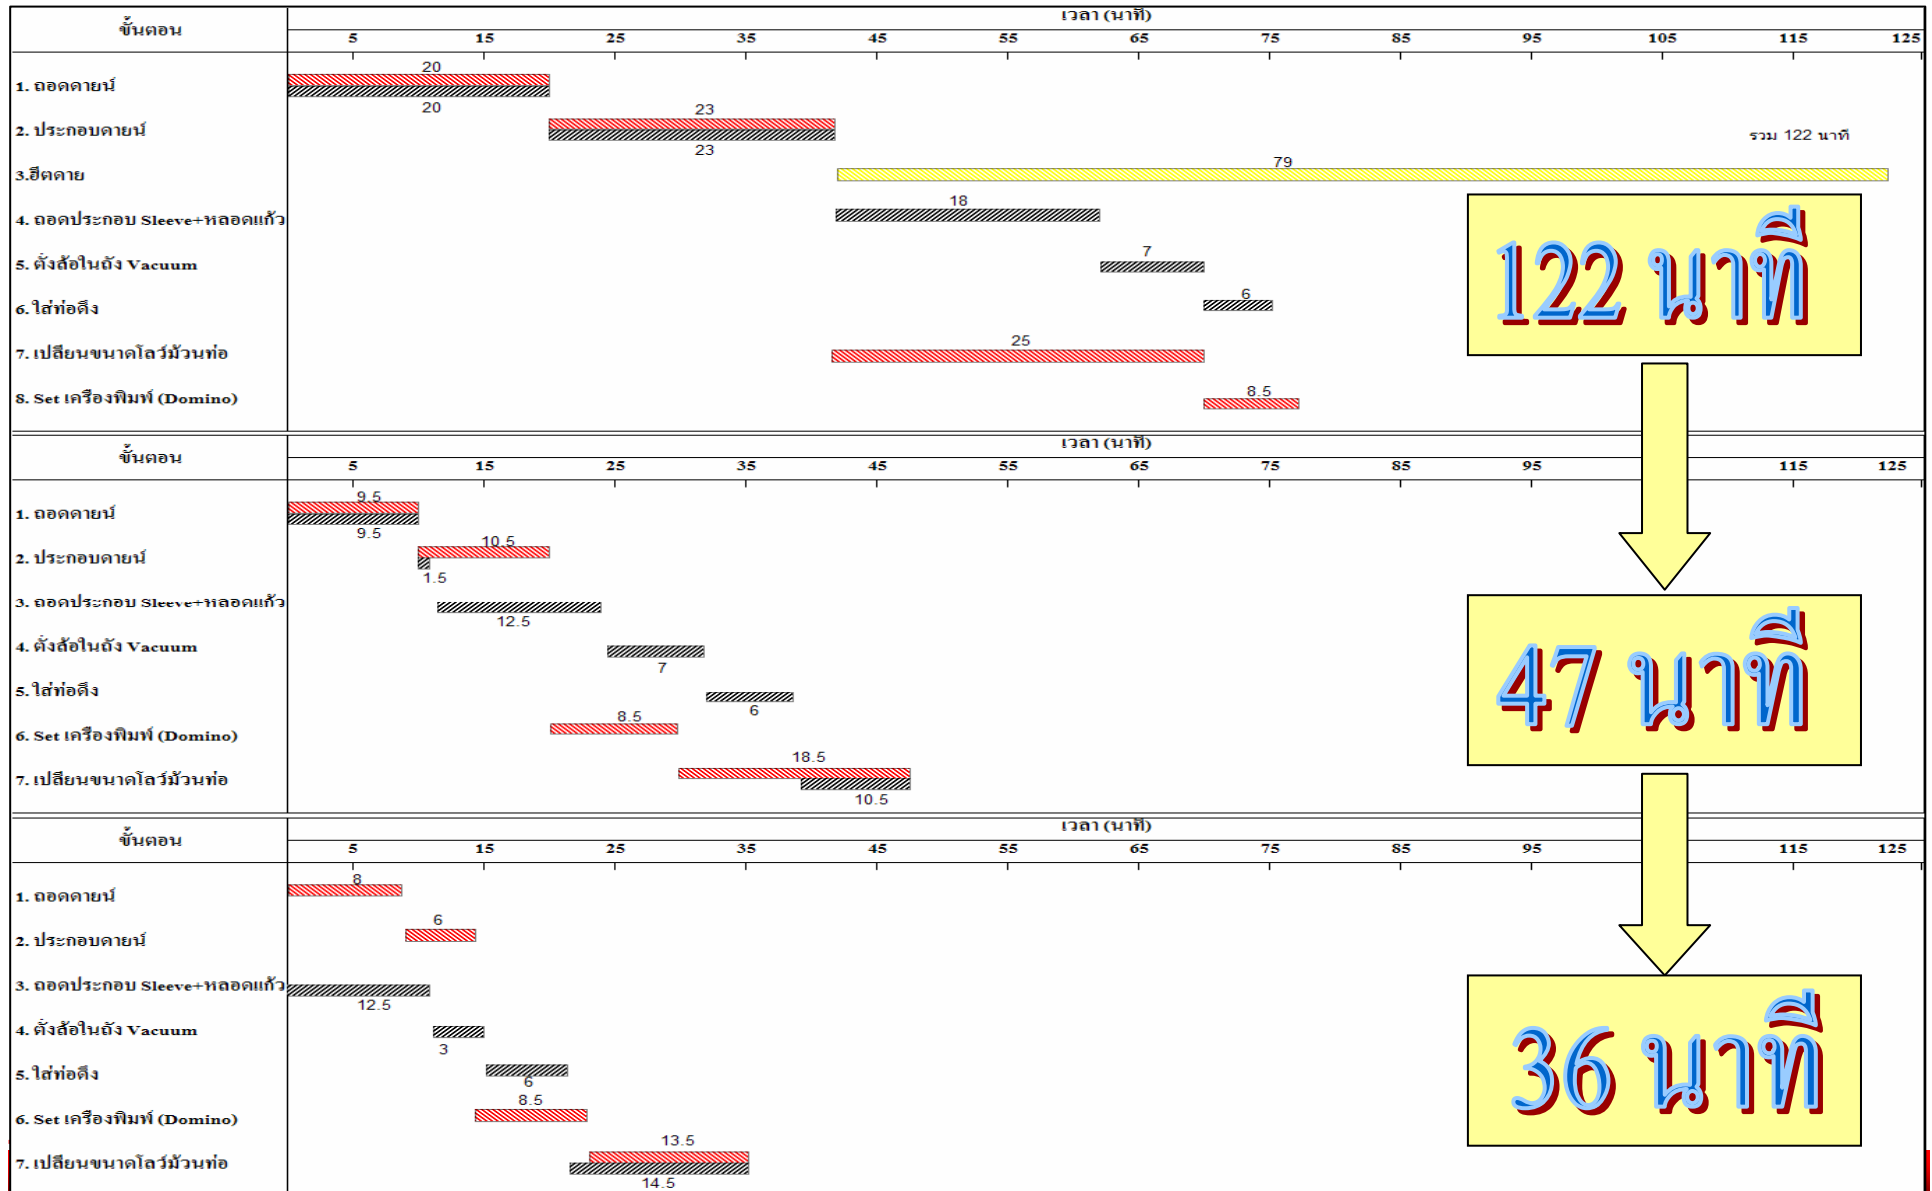 ขั้นตอน
เวลา (นาที)
5 15 25 35 45 55 65 75 85 95 105 115 125
1. ถอดดายน์
20
20
2. ประกอบดายน์
23
23
รวม 122 นาที
3.ฮีตดาย
79
4. ถอดประกอบ Sleeve+หลอดแก้ว
18
5. ตั้งล้อในถัง Vacuum
7
6. ใส่ท่อดึง
6
7. เปลี่ยนขนาดโลว์ม้วนท่อ
25
8. Set เครื่องพิมพ์ (Domino)
8.5
122 นาที
ขั้นตอน
เวลา (นาที)
5 15 25 35 45 55 65 75 85 95 115 125
1. ถอดดายน์
9.5
9.5
2. ประกอบดายน์
10.5
1.5
3. ถอดประกอบ Sleeve+หลอดแก้ว
12.5
4. ตั้งล้อในถัง Vacuum
7
5. ใส่ท่อดึง
6
6. Set เครื่องพิมพ์ (Domino)
8.5
7. เปลี่ยนขนาดโลว์ม้วนท่อ
18.5
10.5
47 นาที
ขั้นตอน
เวลา (นาที)
5 15 25 35 45 55 65 75 85 95 115 125
1. ถอดดายน์
8
2. ประกอบดายน์
6
3. ถอดประกอบ Sleeve+หลอดแก้ว
12.5
4. ตั้งล้อในถัง Vacuum
3
5. ใส่ท่อดึง
6
6. Set เครื่องพิมพ์ (Domino)
8.5
7. เปลี่ยนขนาดโลว์ม้วนท่อ
13.5
14.5
36 นาที